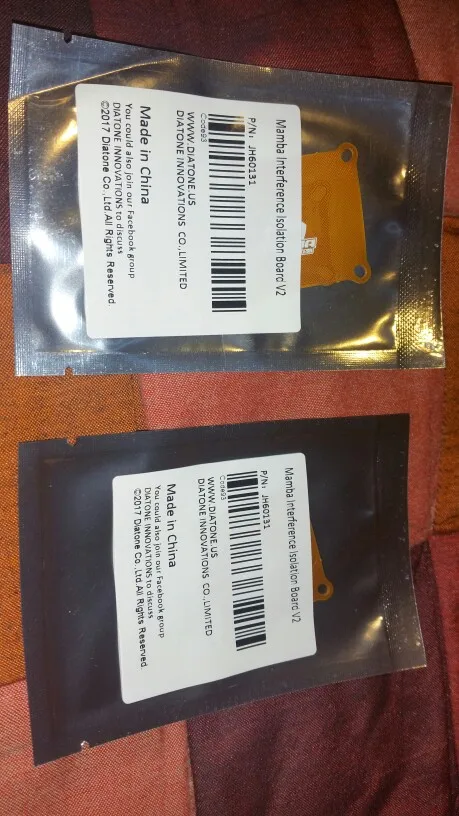 Mamba Interference Isolation Board V2
P/N: JH60131
Code93
WWW.DIATONE.US
DIATONE INNOVATIONS CO.,LIMITED
Made in China
You could also join our Facebook group
DIATONE INNOVATIONS to discuss
©2017 Diatone Co.,Ltd.All Rights Reserved
Mamba Interference Isolation Board V2
P/N: JH60131
Code93
WWW.DIATONE.US
DIATONE INNOVATIONS CO.,LIMITED
Made in China
You could also join our Facebook group
DIATONE INNOVATIONS to discuss
©2017 Diatone Co.,Ltd.All Rights Reserved